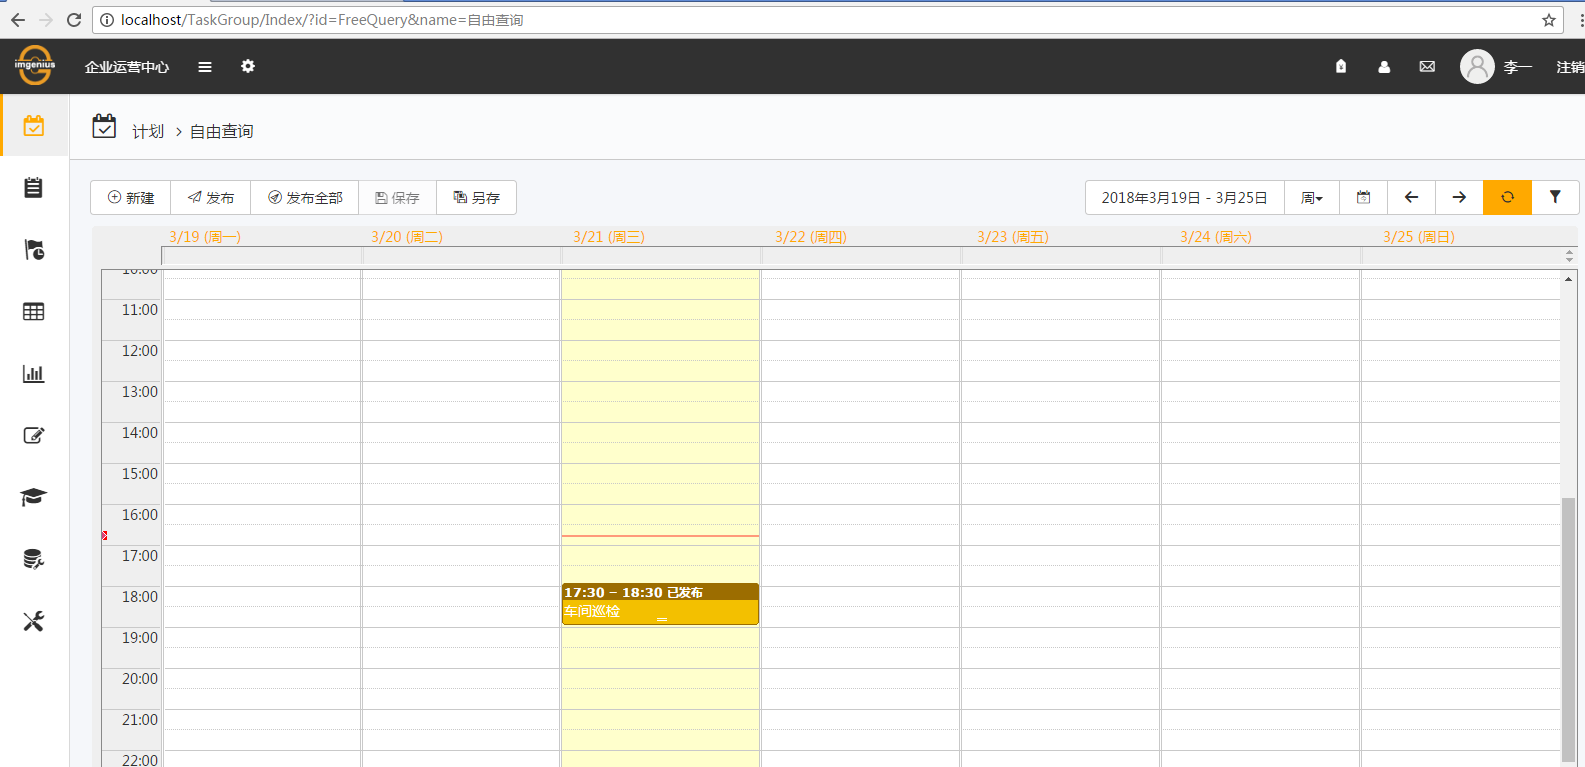 localhost/TaskGroup/Index/?id=FreeQuery&name=自由查询
imgenius
企业运营中心
李一
注销
计划 > 自由查询
新建 发布 发布全部 保存 另存
2018年3月19日 - 3月25日 周
3/19 (周一) 3/20 (周二) 3/21 (周三) 3/22 (周四) 3/23 (周五) 3/24 (周六) 3/25 (周日)
10:00
11:00
12:00
13:00
14:00
15:00
16:00
17:00
17:30 – 18:30 已发布
18:00
车间巡检
19:00
20:00
21:00
22:00